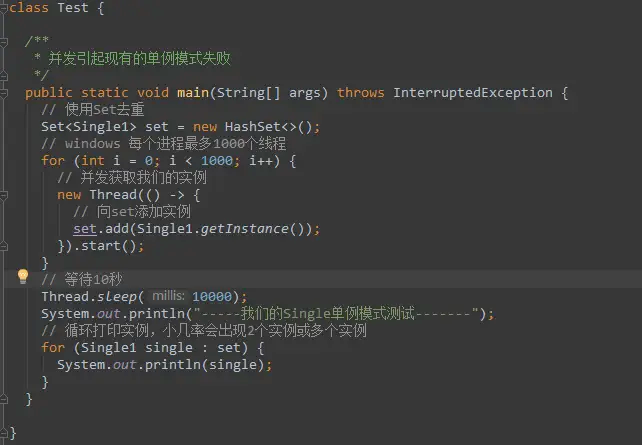 class Test {
/**
* 并发引起现有的单例模式失败
*/
public static void main(String[] args) throws InterruptedException {
// 使用Set去重
Set<Single1> set = new HashSet<>();
// windows 每个进程最多1000个线程
for (int i = 0; i < 1000; i++) {
// 并发获取我们的实例
new Thread(() -> {
// 向set添加实例
set.add(Single1.getInstance());
}).start();
}
// 等待10秒
Thread.sleep( millis: 10000);
System.out.println("-----我们的Single单例模式测试-------");
// 循环打印实例，小几率会出现2个实例或多个实例
for (Single1 single : set) {
System.out.println(single);
}
}
}